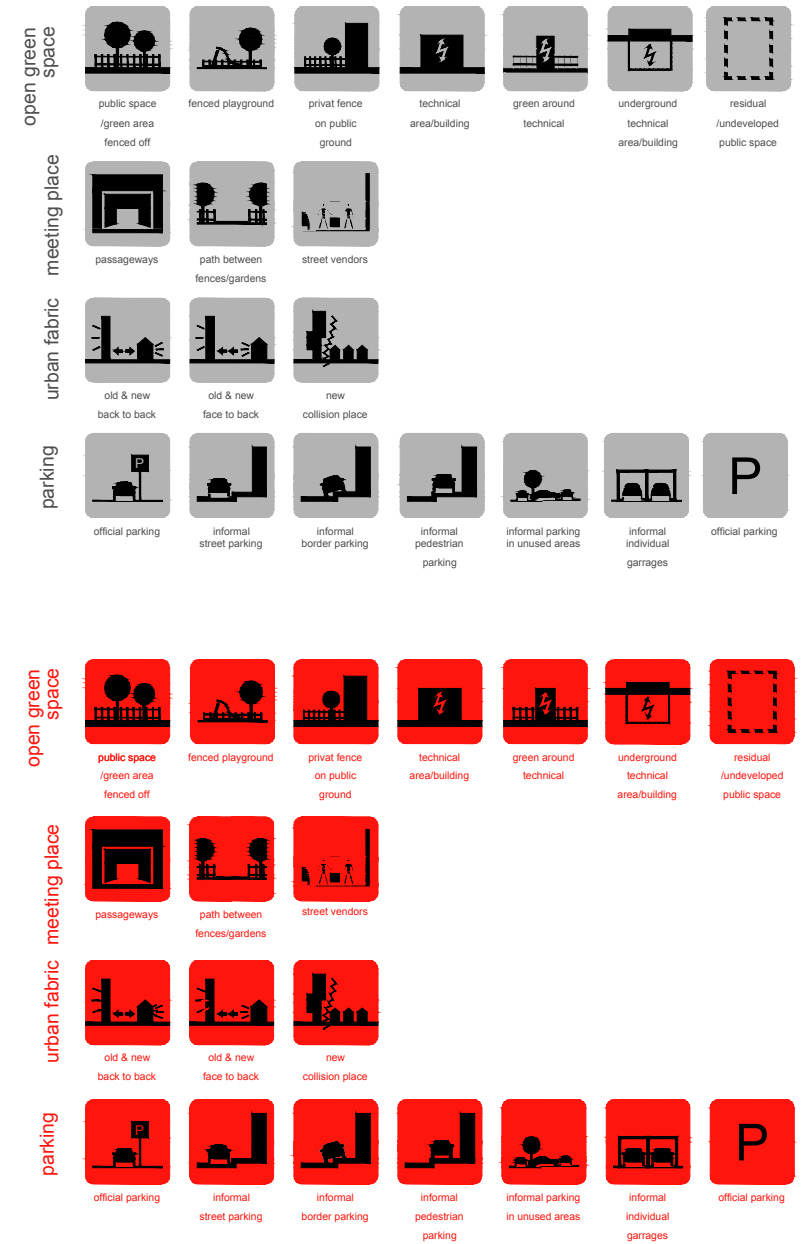 open green
space
public space
/green area
fenced off
fenced playground
privat fence
on public
ground
technical
area/building
green around
technical
underground
technical
area/building
residual
/undeveloped
public space
meeting place
passageways
path between
fences/gardens
street vendors
urban fabric
old & new
back to back
old & new
face to back
new
collision place
parking
P
official parking
informal
street parking
informal
border parking
informal
pedestrian
parking
informal parking
in unused areas
informal
individual
garrages
P
official parking
open green
space
public space
/green area
fenced off
fenced playground
privat fence
on public
ground
technical
area/building
green around
technical
underground
technical
area/building
residual
/undeveloped
public space
meeting place
passageways
path between
fences/gardens
street vendors
urban fabric
old & new
back to back
old & new
face to back
new
collision place
parking
P
official parking
informal
street parking
informal
border parking
informal
pedestrian
parking
informal parking
in unused areas
informal
individual
garrages
P
official parking